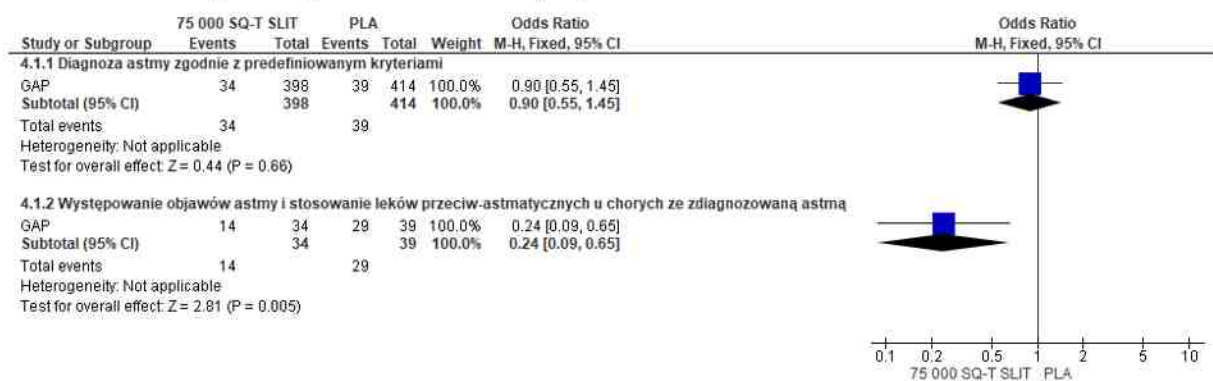 75 000 SQ-T SLIT PLA Odds Ratio Odds Ratio
Study or Subgroup Events Total Events Total Weight M-H, Fixed, 95% CI M-H, Fixed, 95% CI
4.1.1 Diagnoza astmy zgodnie z predefiniowanym kryteriami
GAP 34 398 39 414 100.0% 0.90 [0.55, 1.45]
Subtotal (95% CI) 398 414 100.0% 0.90 [0.55, 1.45]
Total events 34 39
Heterogeneity: Not applicable
Test for overall effect: Z = 0.44 (P = 0.66)
4.1.2 Występowanie objawów astmy i stosowanie leków przeciw-astmatycznych u chorych ze zdiagnozowaną astmą
GAP 14 34 29 39 100.0% 0.24 [0.09, 0.65]
Subtotal (95% CI) 34 39 100.0% 0.24 [0.09, 0.65]
Total events 14 29
Heterogeneity: Not applicable
Test for overall effect: Z = 2.81 (P = 0.005)
0.1 0.2 0.5 1 2 5 10
75 000 SQ-T SLIT PLA